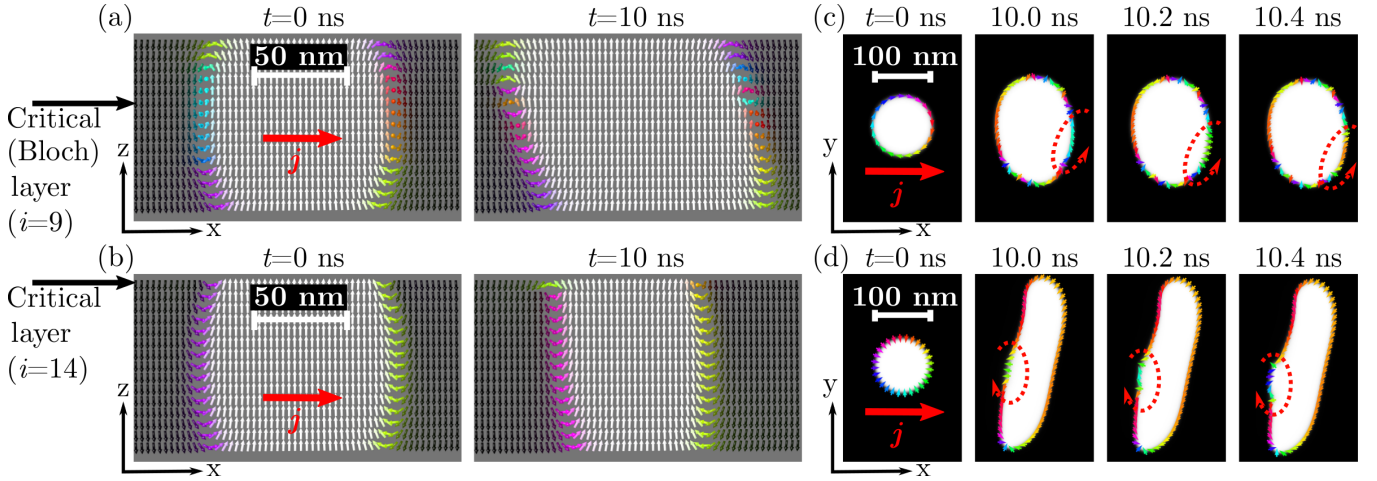 (a) t=0 ns t=10 ns
50 nm
Critical
(Bloch)
layer
(i=9)
z
j
x
(b) t=0 ns t=10 ns
50 nm
Critical
layer
(i=14)
z
j
x
(c) t=0 ns 10.0 ns 10.2 ns 10.4 ns
100 nm
y
j
x
(d) t=0 ns 10.0 ns 10.2 ns 10.4 ns
100 nm
y
j
x